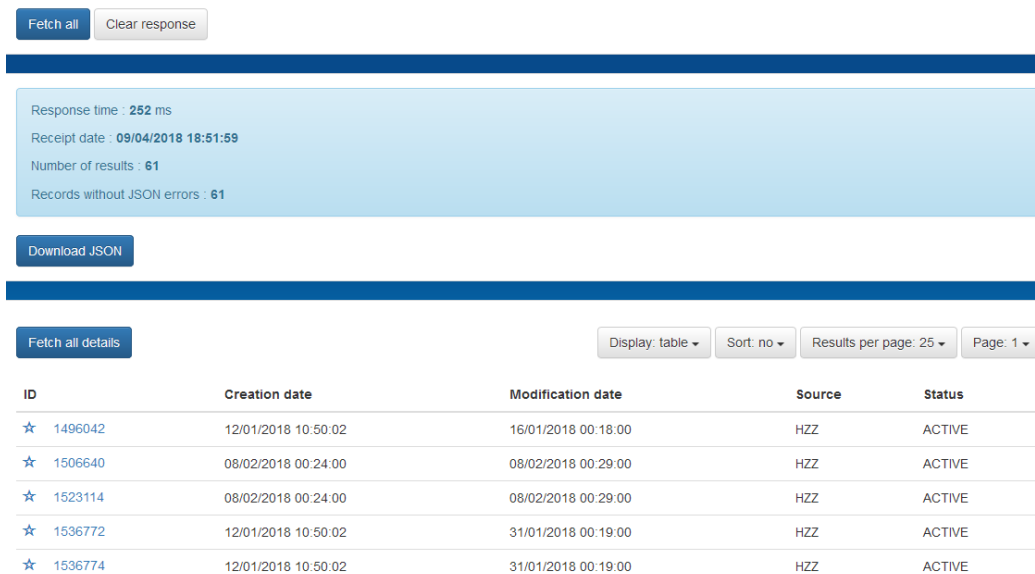 Fetch all Clear response
Response time : 252 ms
Receipt date : 09/04/2018 18:51:59
Number of results : 61
Records without JSON errors : 61
Download JSON
Fetch all details Display: table Sort: no Results per page: 25 Page: 1
ID Creation date Modification date Source Status
1496042 12/01/2018 10:50:02 16/01/2018 00:18:00 HZZ ACTIVE
1506640 08/02/2018 00:24:00 08/02/2018 00:29:00 HZZ ACTIVE
1523114 08/02/2018 00:24:00 08/02/2018 00:29:00 HZZ ACTIVE
1536772 12/01/2018 10:50:02 31/01/2018 00:19:00 HZZ ACTIVE
1536774 12/01/2018 10:50:02 31/01/2018 00:19:00 HZZ ACTIVE